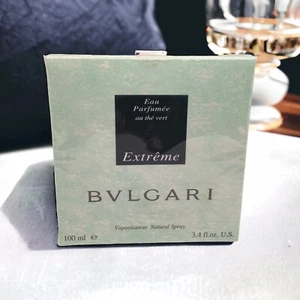 Eau
Parfumée
au thé vert
Extrême
BVLGARI
Vaporisateur Natural Spray
100 ml ℮ 3.4 fl.oz. U.S.